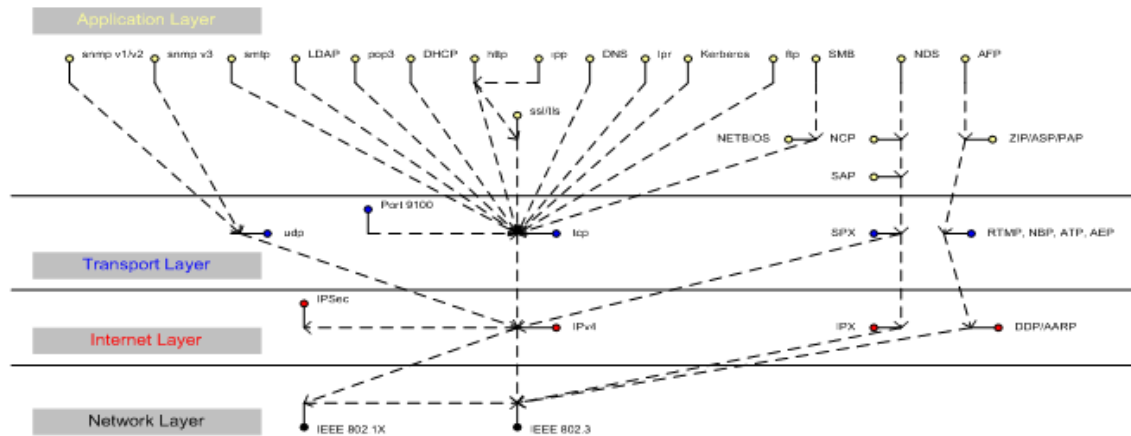 Application Layer
snmp v1/v2
snmp v3
smtp
LDAP
pop3
DHCP
http
ipp
DNS
lpr
Kerberos
ftp
SMB
NDS
AFP
ssl/tls
NETBIOS
NCP
ZIP/ASP/PAP
SAP
Port 9100
udp
tcp
SPX
RTMP, NBP, ATP, AEP
Transport Layer
IPSec
Internet Layer
IPv4
IPX
DDP/AARP
Network Layer
IEEE 802 1X
IEEE 802.3